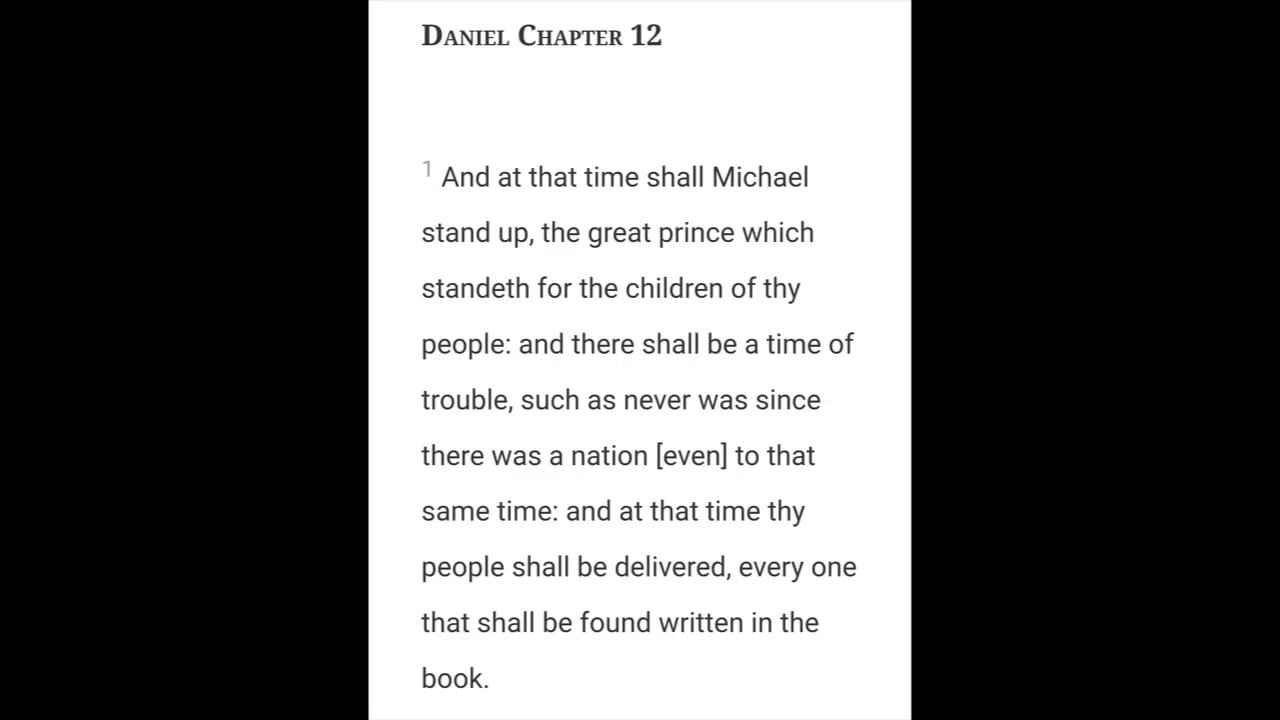 Daniel Chapter 12
1 And at that time shall Michael
stand up, the great prince which
standeth for the children of thy
people: and there shall be a time of
trouble, such as never was since
there was a nation [even] to that
same time: and at that time thy
people shall be delivered, every one
that shall be found written in the
book.